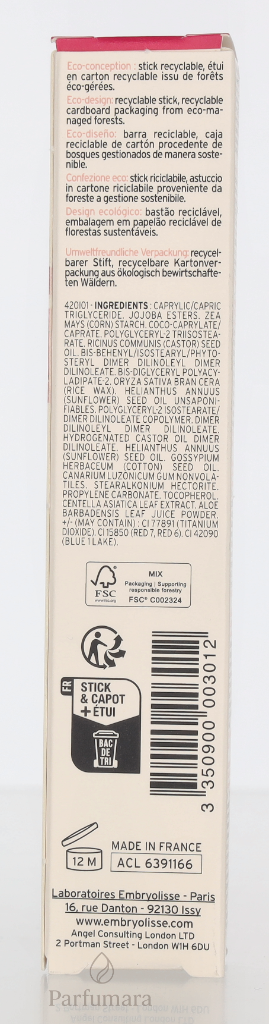 Eco-conception : stick recyclable, étui
en carton recyclable issu de forêts
éco-gérées.
Eco-design: recyclable stick, recyclable
cardboard packaging from eco-ma-
naged forests.
Eco-diseño: barra reciclable, caja
reciclable de cartón procedente de
bosques gestionados de manera soste-
nible.
Confezione eco: stick riciclabile, astuccio
in cartone riciclabile proveniente da
foreste a gestione sostenibile.
Design ecológico: bastão reciclável,
embalagem em papelão reciclável de
florestas sustentáveis.
Umweltfreundliche Verpackung: recycel-
barer Stift, recycelbare Kartonver-
packung aus ökologisch bewirtschafte-
ten Wäldern.
420I01 - INGREDIENTS : CAPRYLIC/CAPRIC
TRIGLYCERIDE. JOJOBA ESTERS. ZEA
MAYS (CORN) STARCH. COCO-CAPRYLATE/
CAPRATE. POLYGLYCERYL-2 TRIISOSTEA-
RATE. RICINUS COMMUNIS (CASTOR) SEED
OIL. BIS-BEHENYL/ISOSTEARYL/PHYTO-
STERYL DIMER DILINOLEYL DIMER
DILINOLEATE. BIS-DIGLYCERYL POLYACY-
LADIPATE-2. ORYZA SATIVA BRAN CERA
(RICE WAX). HELIANTHUS ANNUUS
(SUNFLOWER) SEED OIL UNSAPONI-
FIABLES. POLYGLYCERYL-2 ISOSTEARATE/
DIMER DILINOLEATE COPOLYMER. DIMER
DILINOLEYL DIMER DILINOLEATE.
HYDROGENATED CASTOR OIL DIMER
DILINOLEATE. HELIANTHUS ANNUUS
(SUNFLOWER) SEED OIL. GOSSYPIUM
HERBACEUM (COTTON) SEED OIL.
CANARIUM LUZONICUM GUM NONVOLA-
TILES. STEARALKONIUM HECTORITE.
PROPYLENE CARBONATE. TOCOPHEROL.
CENTELLA ASIATICA LEAF EXTRACT. ALOE
BARBADENSIS LEAF JUICE POWDER.
+/- (MAY CONTAIN) : CI 77891 (TITANIUM
DIOXIDE). CI 15850 (RED 7, RED 6). CI 42090
(BLUE 1 LAKE).
FSC
www.fsc.org
MIX
Packaging | Supporting
responsible forestry
FSC® C002324
FR
STICK
& CAPOT
+ ÉTUI
BAC
DE
TRI
3 350900 003012
12 M
MADE IN FRANCE
ACL 6391166
Laboratoires Embryolisse - Paris
16, rue Danton - 92130 Issy
www.embryolisse.com
Angel Consulting London LTD
2 Portman Street - London W1H 6DU
Parfumara